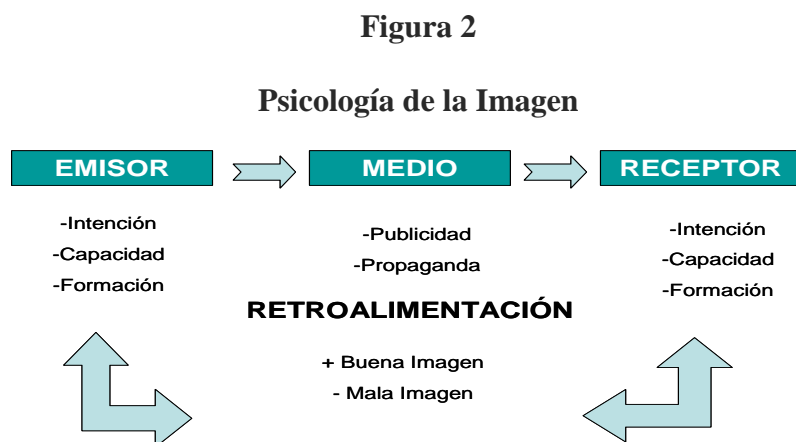 Figura 2
Psicología de la Imagen
EMISOR
MEDIO
RECEPTOR
-Intención
-Capacidad
-Formación
-Publicidad
-Propaganda
-Intención
-Capacidad
-Formación
RETROALIMENTACIÓN
+ Buena Imagen
- Mala Imagen